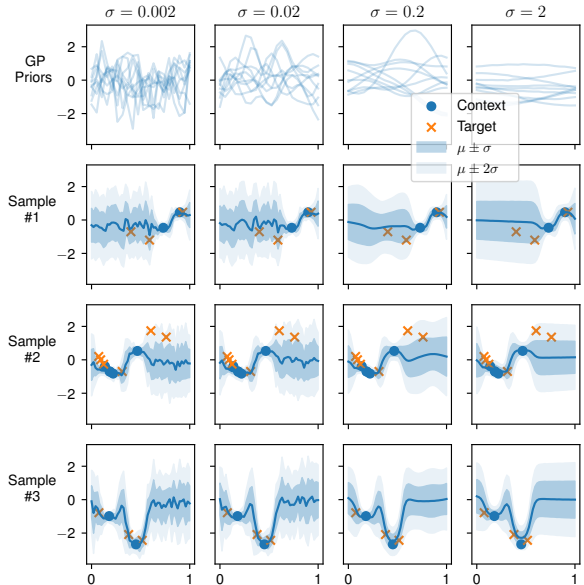 σ = 0.002 σ = 0.02 σ = 0.2 σ = 2
GP
Priors
2
0
−2
Context
Target
μ ± σ
μ ± 2σ
Sample
#1
2
0
−2
Sample
#2
2
0
−2
Sample
#3
2
0
−2
0 1 0 1 0 1 0 1